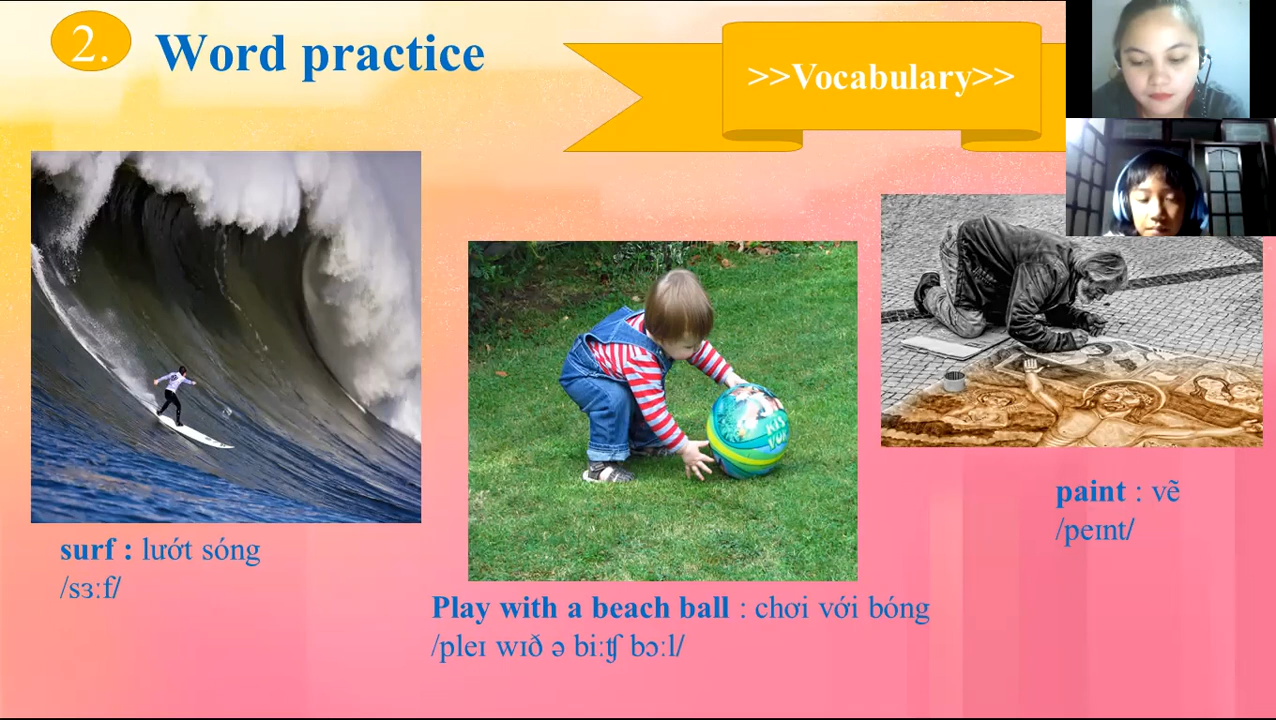 2.
Word practice
>>Vocabulary>>
surf : lướt sóng
/sɜːf/
Play with a beach ball : chơi với bóng
/pleɪ wɪð ə biːʧ bɔːl/
paint : vẽ
/peɪnt/